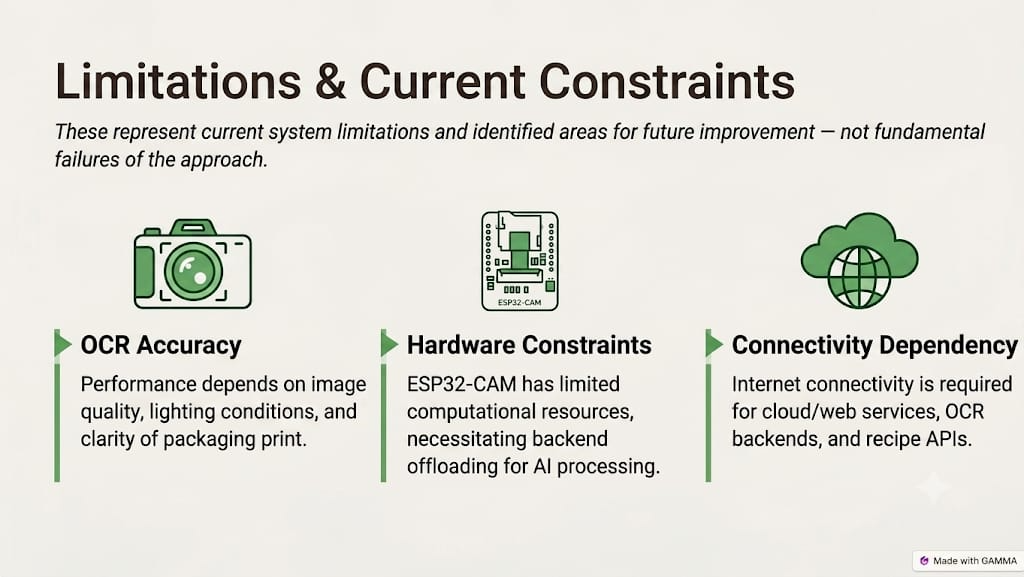 Limitations & Current Constraints
These represent current system limitations and identified areas for future improvement — not fundamental
failures of the approach.
ESP32-CAM
OCR Accuracy
Performance depends on image
quality, lighting conditions, and
clarity of packaging print.
Hardware Constraints
ESP32-CAM has limited
computational resources,
necessitating backend
offloading for AI processing.
Connectivity Dependency
Internet connectivity is required
for cloud/web services, OCR
backends, and recipe APIs.
Made with GAMMA